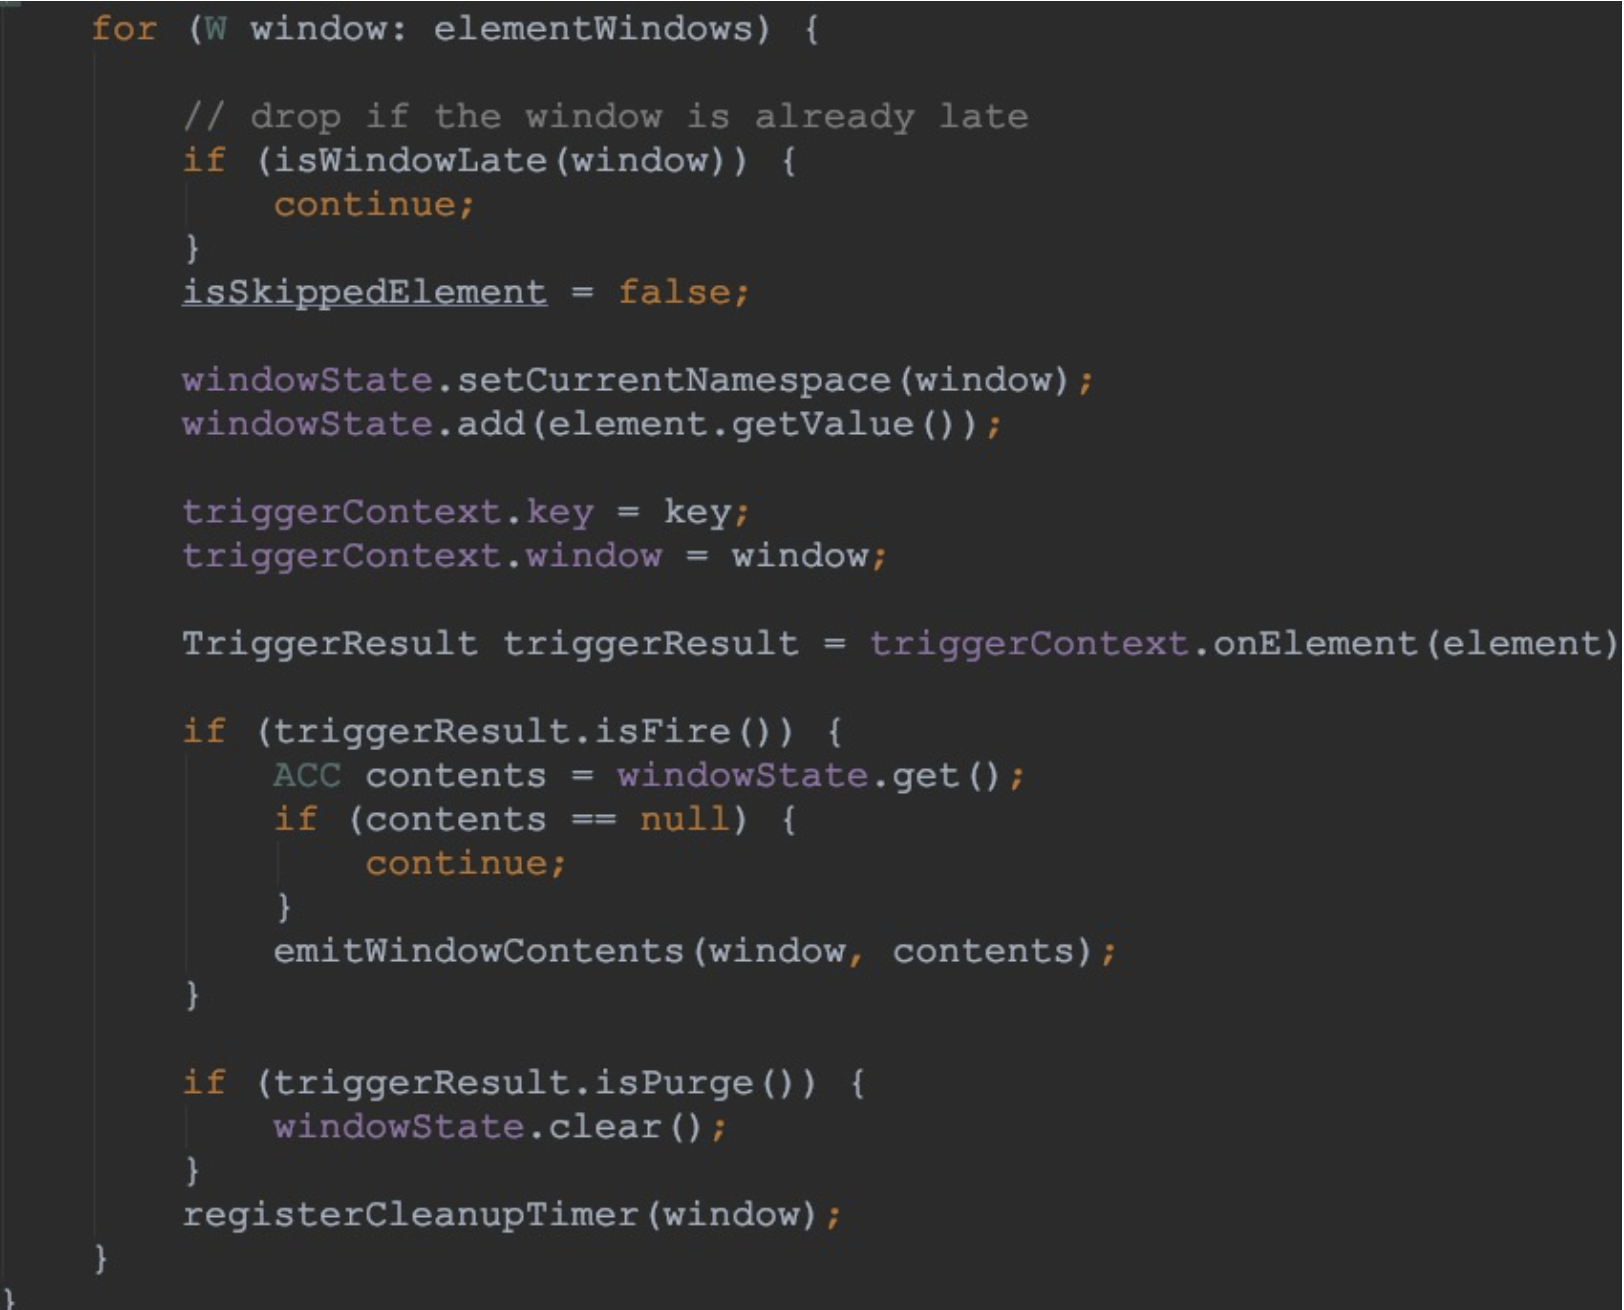 for (W window: elementWindows) {
// drop if the window is already late
if (isWindowLate(window)) {
continue;
}
isSkippedElement = false;
windowState.setCurrentNamespace(window);
windowState.add(element.getValue());
triggerContext.key = key;
triggerContext.window = window;
TriggerResult triggerResult = triggerContext.onElement(element)
if (triggerResult.isFire()) {
ACC contents = windowState.get();
if (contents == null) {
continue;
}
emitWindowContents(window, contents);
}
if (triggerResult.isPurge()) {
windowState.clear();
}
registerCleanupTimer(window);
}
}